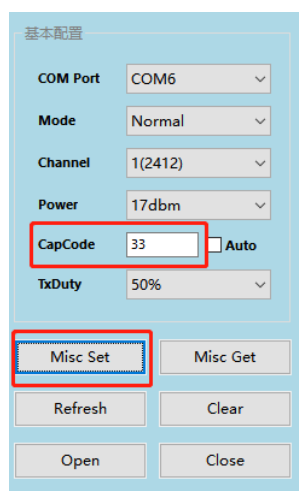 基本配置
COM Port COM6
Mode Normal
Channel 1(2412)
Power 17dbm
CapCode 33 Auto
TxDuty 50%
Misc Set Misc Get
Refresh Clear
Open Close